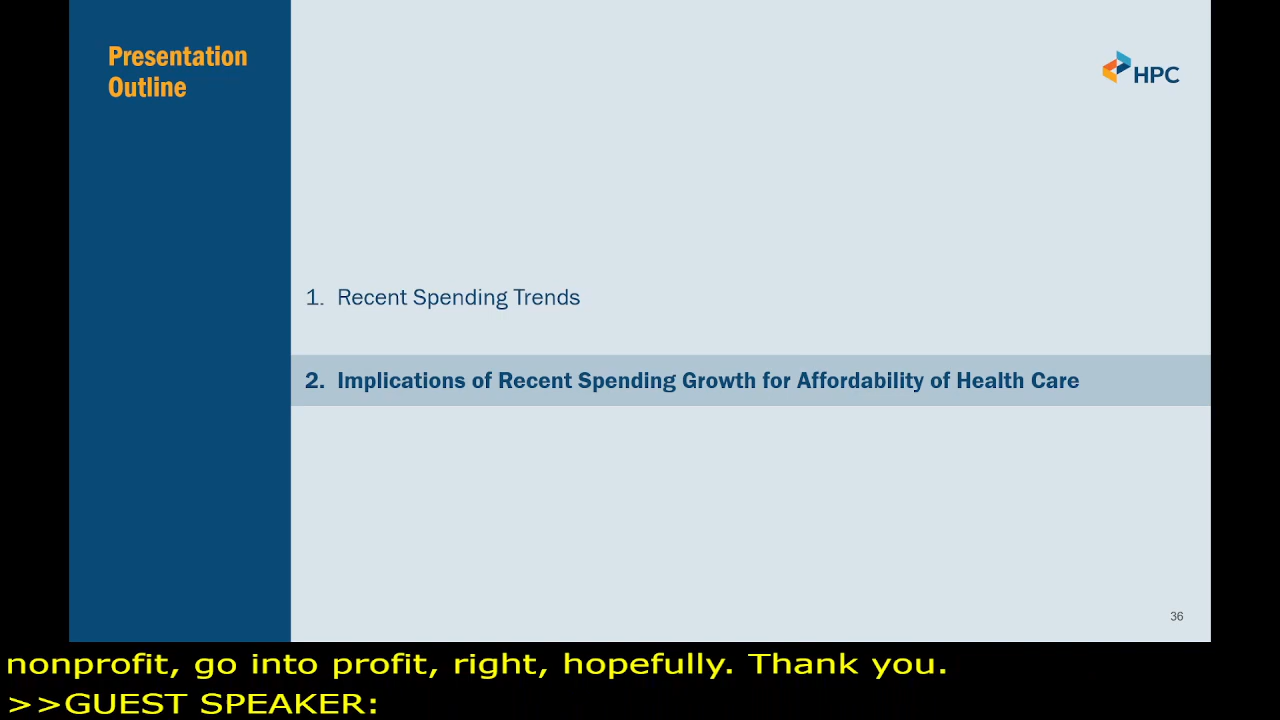 Presentation
Outline
HPC
1. Recent Spending Trends
2. Implications of Recent Spending Growth for Affordability of Health Care
36
nonprofit, go into profit, right, hopefully. Thank you.
>>GUEST SPEAKER: